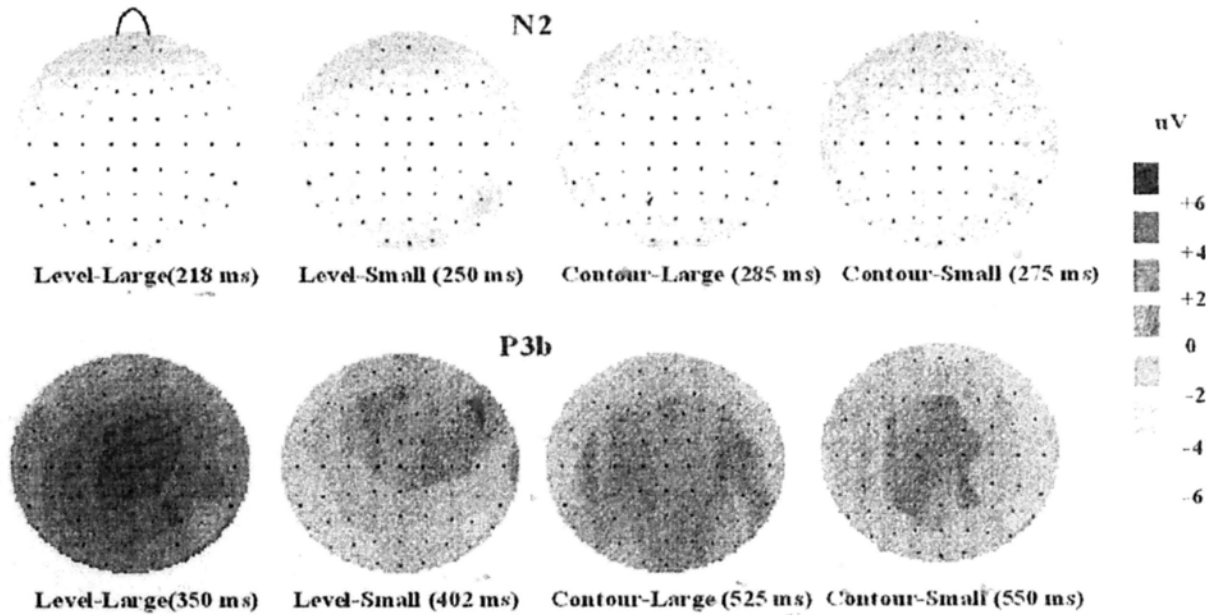 N2
uV
+6
+4
+2
0
-2
-4
-6
Level-Large(218 ms)
Level-Small (250 ms)
Contour-Large (285 ms)
Contour-Small (275 ms)
P3b
Level-Large(350 ms)
Level-Small (402 ms)
Contour-Large (525 ms)
Contour-Small (550 ms)